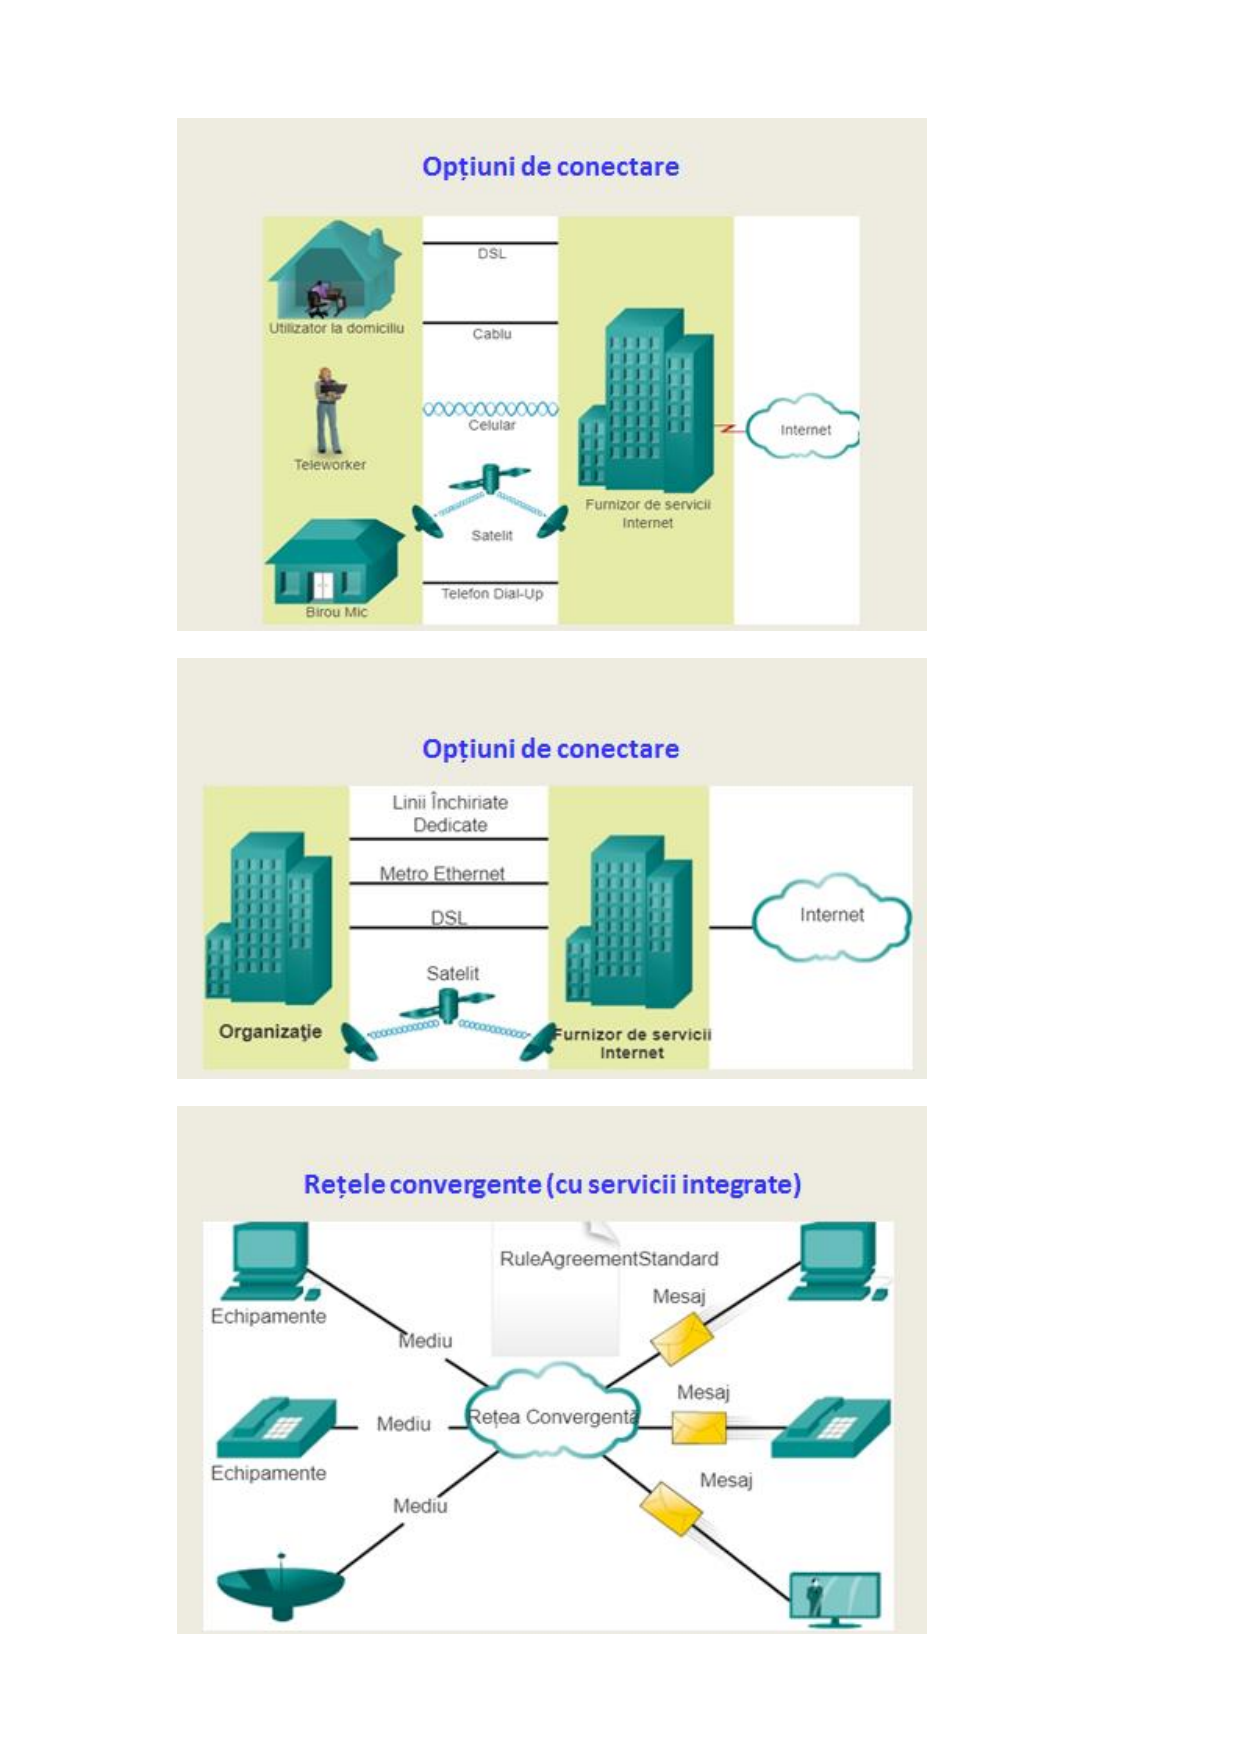 Opțiuni de conectare
DSL
Utilizator la domiciliu
Cablu
Celular
Internet
Teleworker
Furnizor de servicii
Internet
Satelit
Telefon Dial-Up
Birou Mic
Opțiuni de conectare
Linii Închiriate
Dedicate
Metro Ethernet
DSL
Internet
Satelit
Organizaţie
Furnizor de servicii
Internet
Rețele convergente (cu servicii integrate)
RuleAgreementStandard
Mesaj
Echipamente
Mediu
Mesaj
Mediu
Rețea Convergentă
Echipamente
Mesaj
Mediu